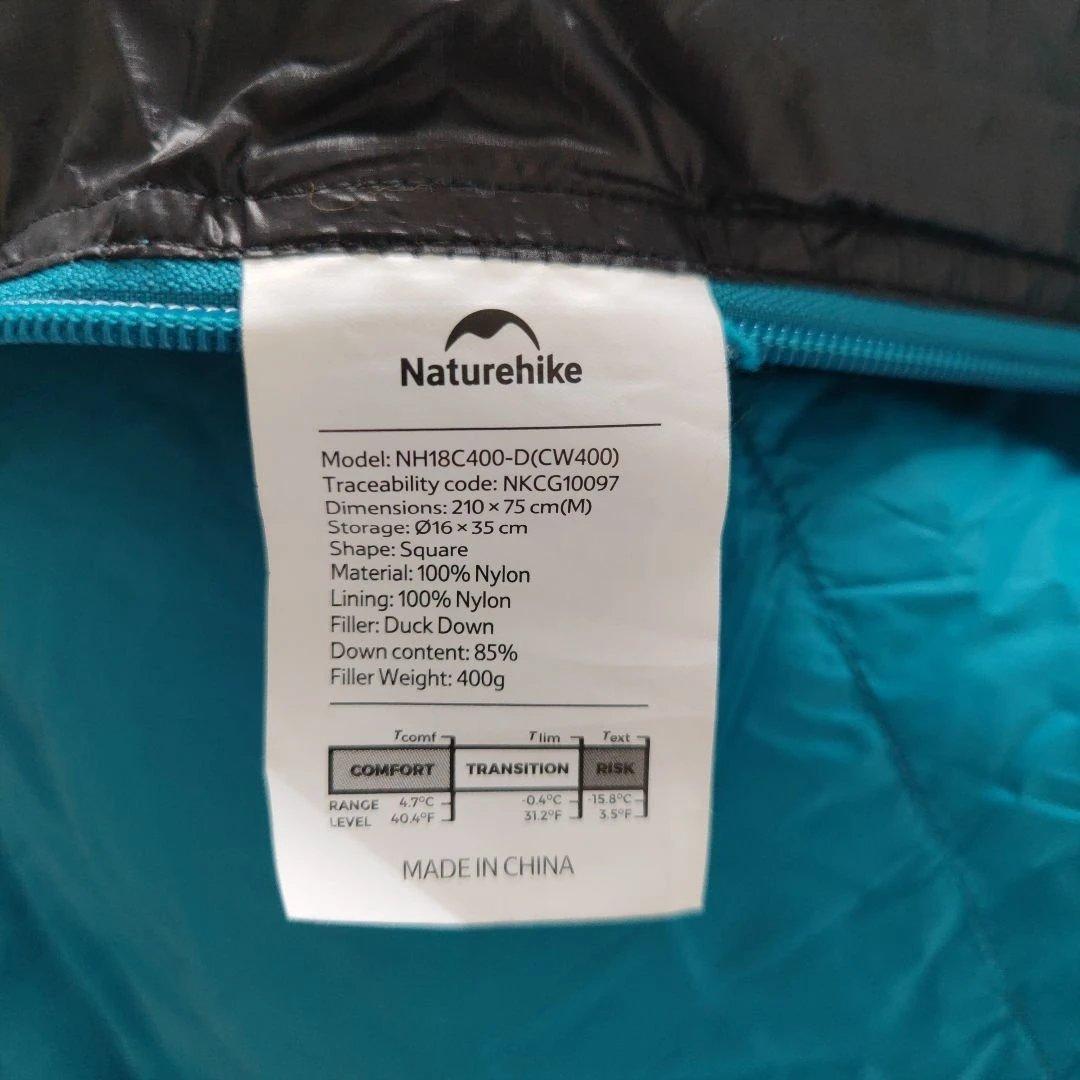 Naturehike
Model: NH18C400-D(CW400)
Traceability code: NKCG10097
Dimensions: 210 × 75 cm(M)
Storage: Ø16 × 35 cm
Shape: Square
Material: 100% Nylon
Lining: 100% Nylon
Filler: Duck Down
Down content: 85%
Filler Weight: 400g
Tcomf Tlim Text
COMFORT TRANSITION RISK
RANGE 4.7°C -0.4°C -15.8°C
LEVEL 40.4°F 31.2°F 3.5°F
MADE IN CHINA